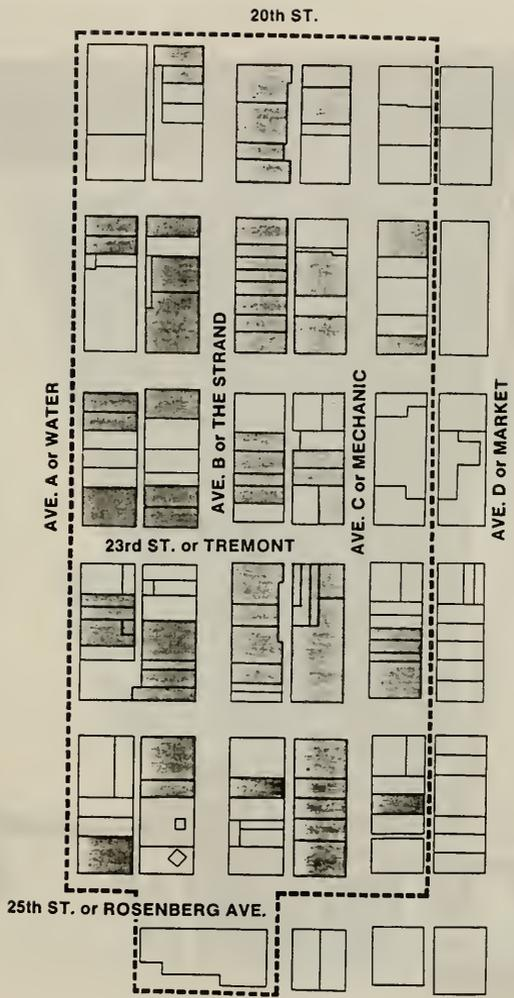 20th ST.
AVE. A or WATER
AVE. B or THE STRAND
AVE. C or MECHANIC
AVE. D or MARKET
23rd ST. or TREMONT
25th ST. or ROSENBERG AVE.